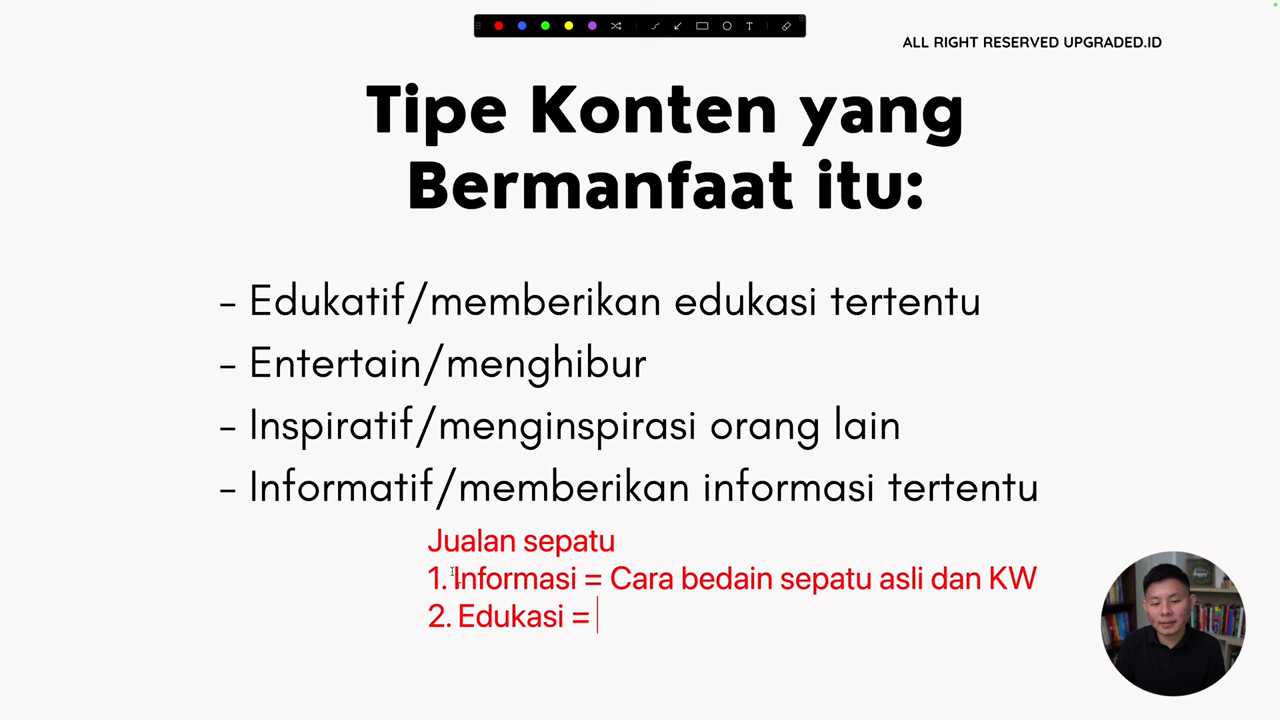 ALL RIGHT RESERVED UPGRADED.ID
Tipe Konten yang
Bermanfaat itu:
- Edukatif/memberikan edukasi tertentu
- Entertain/menghibur
- Inspiratif/menginspirasi orang lain
- Informatif/memberikan informasi tertentu
Jualan sepatu
1. Informasi = Cara bedain sepatu asli dan KW
2. Edukasi =